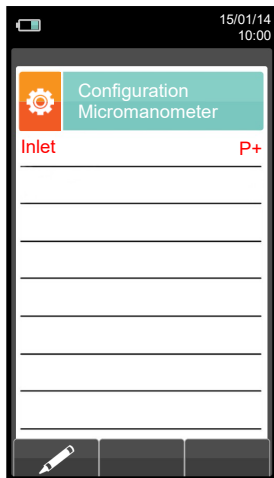 15/01/14
10:00
Configuration
Micromanometer
Inlet P+